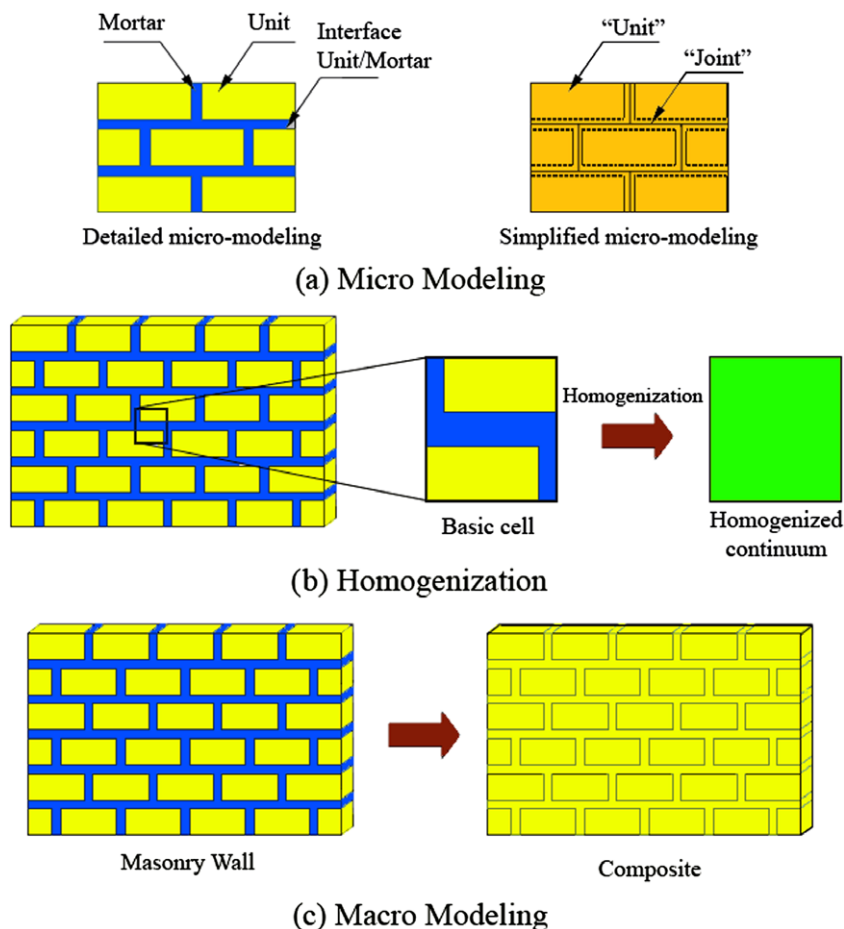 Mortar
Unit
Interface
Unit/Mortar
“Unit”
“Joint”
Detailed micro-modeling
Simplified micro-modeling
(a) Micro Modeling
Homogenization
Basic cell
Homogenized
continuum
(b) Homogenization
Masonry Wall
Composite
(c) Macro Modeling